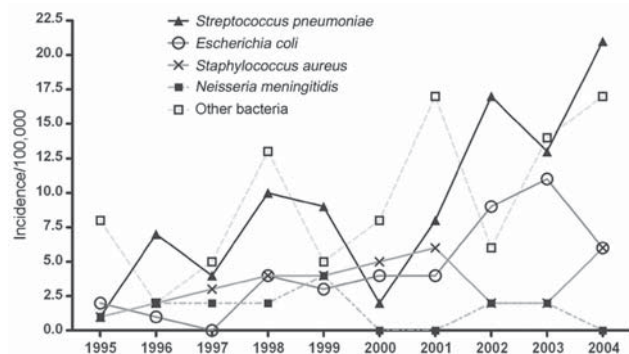 22.5
20.0
17.5
15.0
12.5
10.0
7.5
5.0
2.5
0.0
Incidence/100,000
Streptococcus pneumoniae
Escherichia coli
Staphylococcus aureus
Neisseria meningitidis
Other bacteria
1995 1996 1997 1998 1999 2000 2001 2002 2003 2004